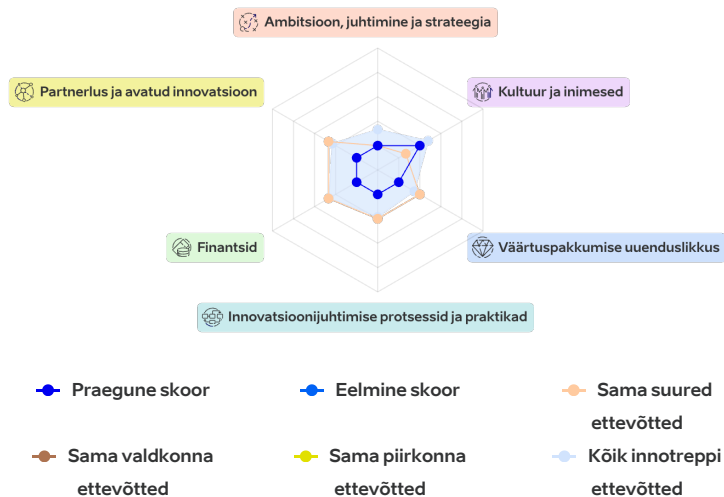 Ambitsioon, juhtimine ja strateegia
Partnerlus ja avatud innovatsioon
Kultuur ja inimesed
Finantsid
Väärtuspakkumise uuenduslikkus
Innovatsioonijuhtimise protsessid ja praktikad
Praegune skoor
Eelmine skoor
Sama suured
ettevõtted
Sama valdkonna
ettevõtted
Sama piirkonna
ettevõtted
Kõik innotreppi
ettevõtted